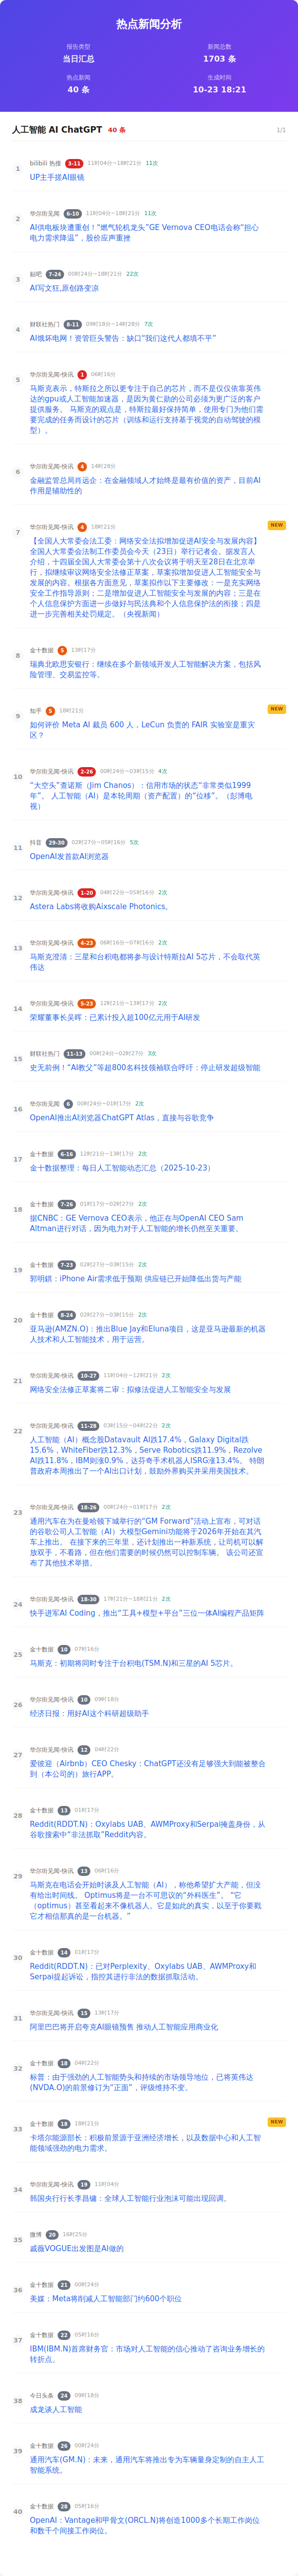 热点新闻分析
报告类型
新闻总数
当日汇总
1703 条
热点新闻
生成时间
40 条
10-23 18:21
人工智能 AI ChatGPT 40 条 1/1
1 bilibili 热搜 3-11 11时04分~18时21分 11次
UP主手搓AI眼镜
2 华尔街见闻 6-10 11时04分~18时21分 11次
AI供电板块遭重创！“燃气轮机龙头”GE Vernova CEO电话会称“担心
电力需求降温”，股价应声重挫
3 贴吧 7-24 00时24分~18时21分 22次
AI写文狂,原创路变凉
4 财联社热门 8-11 09时18分~14时28分 7次
AI饿坏电网！资管巨头警告：缺口“我们这代人都填不平”
5 华尔街见闻-快讯 1 06时16分
马斯克表示，特斯拉之所以更专注于自己的芯片，而不是仅仅依靠英伟
达的gpu或人工智能加速器，是因为黄仁勋的公司必须为更广泛的客户
提供服务。 马斯克的观点是，特斯拉最好保持简单，使用专门为他们需
要完成的任务而设计的芯片（训练和运行支持基于视觉的自动驾驶的模
型）。
6 华尔街见闻-快讯 4 14时28分
金融监管总局肖远企：在金融领域人才始终是最有价值的资产，目前AI
作用是辅助性的
7 华尔街见闻-快讯 4 18时21分 NEW
【全国人大常委会法工委：网络安全法拟增加促进AI安全与发展内容】
全国人大常委会法制工作委员会今天（23日）举行记者会。据发言人
介绍，十四届全国人大常委会第十八次会议将于明天至28日在北京举
行，拟继续审议网络安全法修正草案，草案拟增加促进人工智能安全与
发展的内容。根据各方面意见，草案拟作以下主要修改：一是充实网络
安全工作指导原则；二是增加促进人工智能安全与发展的内容；三是在
个人信息保护方面进一步做好与民法典和个人信息保护法的衔接；四是
进一步完善相关处罚规定。（央视新闻）
8 金十数据 5 13时17分
瑞典北欧思安银行：继续在多个新领域开发人工智能解决方案，包括风
险管理、交易监控等。
9 知乎 5 18时21分 NEW
如何评价 Meta AI 裁员 600 人，LeCun 负责的 FAIR 实验室是重灾
区？
10 华尔街见闻-快讯 2-26 00时24分~03时15分 4次
“大空头”查诺斯（Jim Chanos）：信用市场的状态“非常类似1999
年”。 人工智能（AI）是本轮周期（资产配置）的“位移”。（彭博电
视）
11 抖音 29-30 02时27分~05时16分 5次
OpenAI发首款AI浏览器
12 华尔街见闻-快讯 1-20 04时22分~05时16分 2次
Astera Labs将收购Aixscale Photonics。
13 华尔街见闻-快讯 4-23 06时16分~07时16分 2次
马斯克澄清：三星和台积电都将参与设计特斯拉AI 5芯片，不会取代英
伟达
14 华尔街见闻-快讯 5-23 12时21分~13时17分 2次
荣耀董事长吴晖：已累计投入超100亿元用于AI研发
15 财联社热门 11-13 00时24分~02时27分 3次
史无前例！“AI教父”等超800名科技领袖联合呼吁：停止研发超级智能
16 华尔街见闻 6 00时24分~01时17分 2次
OpenAI推出AI浏览器ChatGPT Atlas，直接与谷歌竞争
17 金十数据 6-16 12时21分~13时17分 2次
金十数据整理：每日人工智能动态汇总（2025-10-23）
18 金十数据 7-26 01时17分~02时27分 2次
据CNBC：GE Vernova CEO表示，他正在与OpenAI CEO Sam
Altman进行对话，因为电力对于人工智能的增长仍然至关重要。
19 金十数据 7-23 02时27分~03时15分 2次
郭明錤：iPhone Air需求低于预期 供应链已开始降低出货与产能
20 金十数据 8-24 02时27分~03时15分 2次
亚马逊(AMZN.O)：推出Blue Jay和Eluna项目，这是亚马逊最新的机器
人技术和人工智能技术，用于运营。
21 华尔街见闻-快讯 10-27 11时04分~12时21分 2次
网络安全法修正草案将二审：拟修法促进人工智能安全与发展
22 华尔街见闻-快讯 11-28 03时15分~04时22分 2次
人工智能（AI）概念股Datavault AI跌17.4%，Galaxy Digital跌
15.6%，WhiteFiber跌12.3%，Serve Robotics跌11.9%，Rezolve
AI跌11.8%，IBM则涨0.9%，达芬奇手术机器人ISRG涨13.4%。 特朗
普政府本周推出了一个AI出口计划，鼓励外界购买并采用美国技术。
23 华尔街见闻-快讯 18-26 00时24分~01时17分 2次
通用汽车在为在曼哈顿下城举行的“GM Forward”活动上宣布，可对话
的谷歌公司人工智能（AI）大模型Gemini功能将于2026年开始在其汽
车上推出。 在接下来的三年里，还计划推出一种新系统，让司机可以解
放双手，不看路，但在他们需要的时候仍然可以控制车辆。 该公司还宣
布了其他技术举措。
24 华尔街见闻-快讯 18-30 17时21分~18时21分 2次
快手进军AI Coding，推出“工具+模型+平台”三位一体AI编程产品矩阵
25 金十数据 10 07时16分
马斯克：初期将同时专注于台积电(TSM.N)和三星的AI 5芯片。
26 华尔街见闻-快讯 10 09时18分
经济日报：用好AI这个科研超级助手
27 华尔街见闻-快讯 12 04时22分
爱彼迎（Airbnb）CEO Chesky：ChatGPT还没有足够强大到能被整合
到（本公司的）旅行APP。
28 金十数据 13 01时17分
Reddit(RDDT.N)：Oxylabs UAB、AWMProxy和Serpai掩盖身份，从
谷歌搜索中“非法抓取”Reddit内容。
29 华尔街见闻-快讯 13 06时16分
马斯克在电话会开始时谈及人工智能（AI），称他希望扩大产能，但没
有给出时间线。 Optimus将是一台不可思议的“外科医生”。 “它
（optimus）甚至看起来不像机器人。它是如此的真实，以至于你要戳
它才相信那真的是一台机器。”
30 金十数据 14 01时17分
Reddit(RDDT.N)：已对Perplexity、Oxylabs UAB、AWMProxy和
Serpai提起诉讼，指控其进行非法的数据抓取活动。
31 华尔街见闻-快讯 15 13时17分
阿里巴巴将开启夸克AI眼镜预售 推动人工智能应用商业化
32 金十数据 18 04时22分
标普：由于强劲的人工智能势头和持续的市场领导地位，已将英伟达
(NVDA.O)的前景修订为“正面”，评级维持不变。
33 金十数据 18 18时21分 NEW
卡塔尔能源部长：积极前景源于亚洲经济增长，以及数据中心和人工智
能领域强劲的电力需求。
34 华尔街见闻-快讯 19 11时04分
韩国央行行长李昌镛：全球人工智能行业泡沫可能出现回调。
35 微博 20 16时25分
戚薇VOGUE出发图是AI做的
36 金十数据 21 00时24分
美媒：Meta将削减人工智能部门约600个职位
37 金十数据 22 05时16分
IBM(IBM.N)首席财务官：市场对人工智能的信心推动了咨询业务增长的
转折点。
38 今日头条 24 09时18分
成龙谈人工智能
39 金十数据 26 00时24分
通用汽车(GM.N)：未来，通用汽车将推出专为车辆量身定制的自主人工
智能系统。
40 金十数据 28 05时16分
OpenAI：Vantage和甲骨文(ORCL.N)将创造1000多个长期工作岗位
和数千个间接工作岗位。